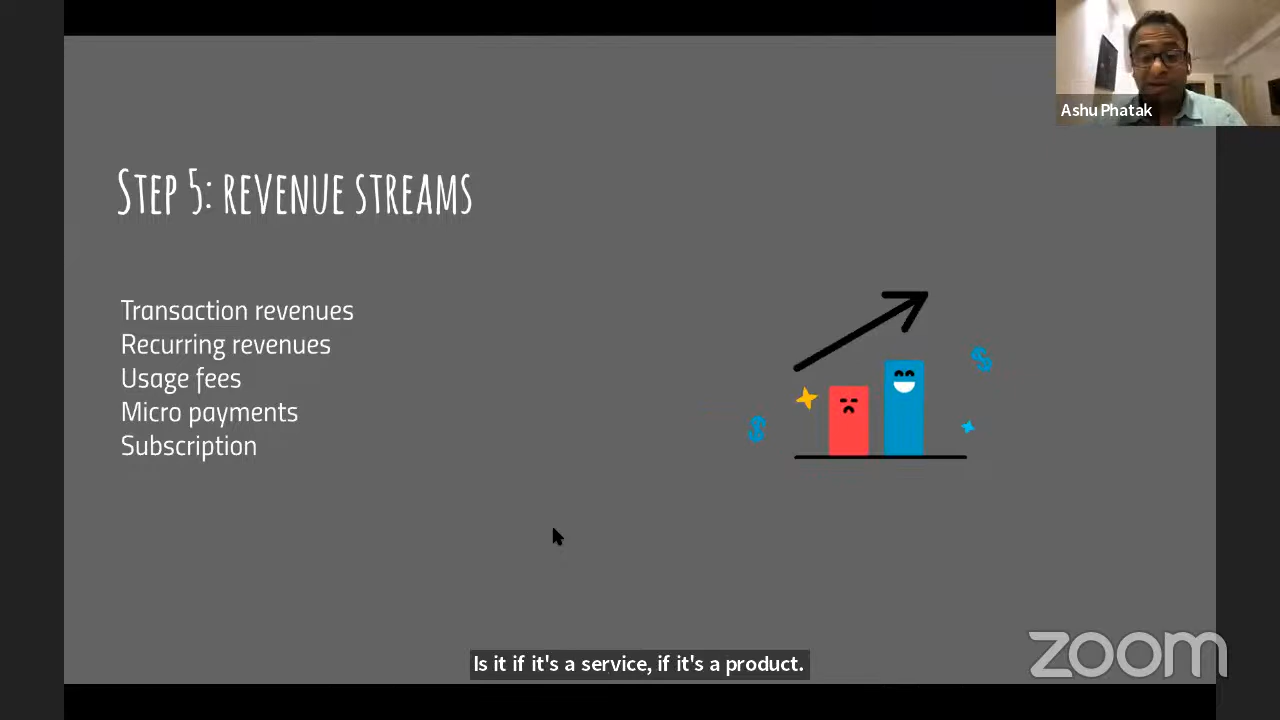 Ashu Phatak
STEP 5: REVENUE STREAMS
Transaction revenues
Recurring revenues
Usage fees
Micro payments
Subscription
$
$
Is it if it's a service, if it's a product.
zoom